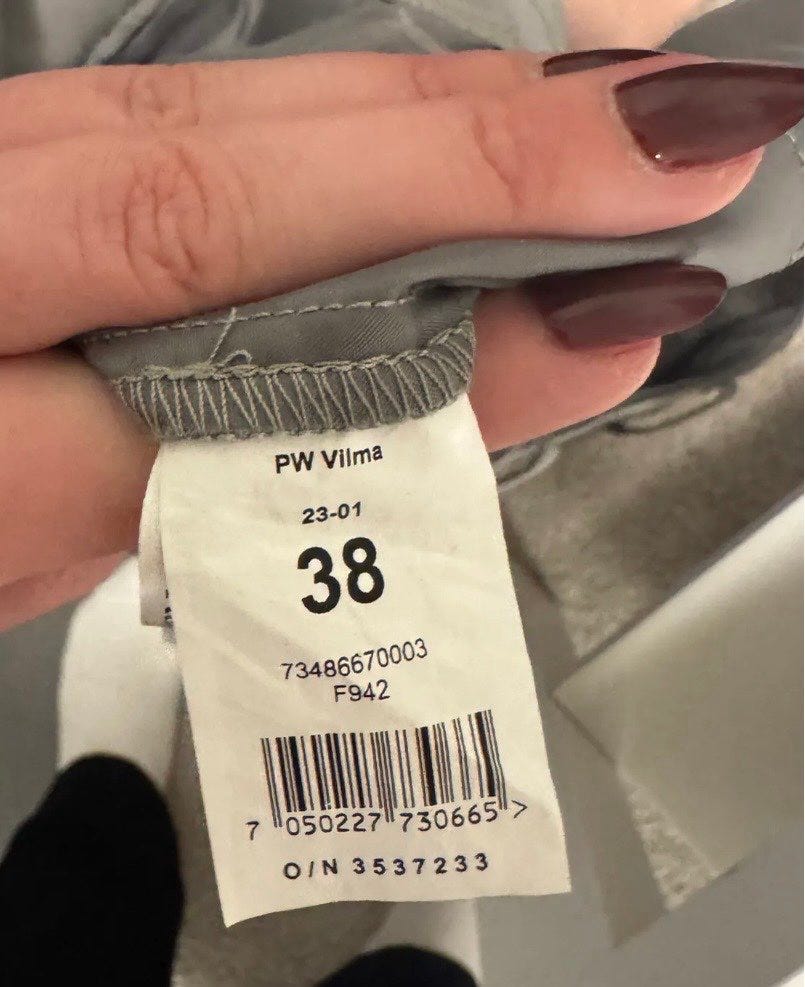 PW Vilma
23-01
38
73486670003
F942
7 050227 730665 >
O/N 3537233